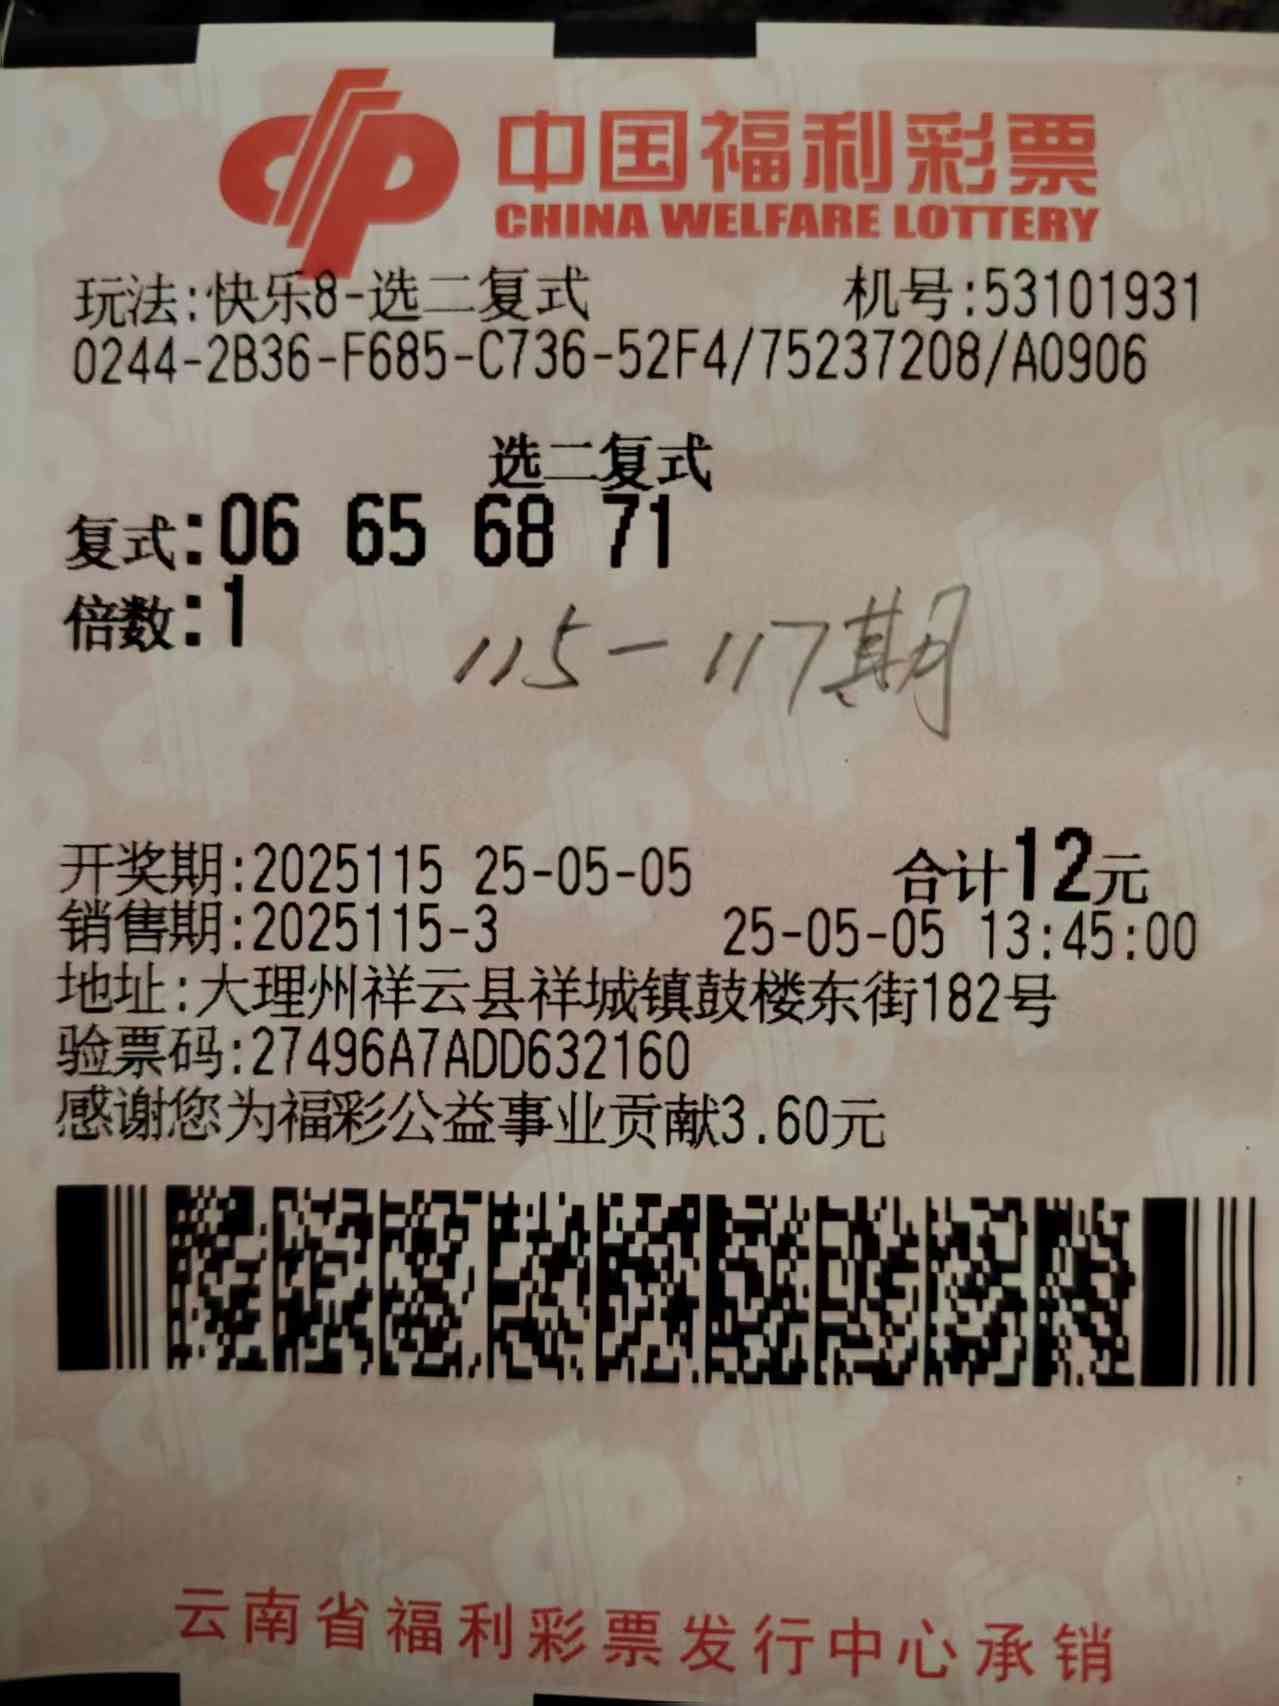 中国福利彩票
CHINA WELFARE LOTTERY
玩法:快乐8-选二复式 机号:53101931
0244-2B36-F685-C736-52F4/75237208/A0906
选二复式
复式:06 65 68 71
倍数:1
115-117期
开奖期:2025115 25-05-05 合计12元
销售期:2025115-3 25-05-05 13:45:00
地址:大理州祥云县祥城镇鼓楼东街182号
验票码:27496A7ADD632160
感谢您为福彩公益事业贡献3.60元
云南省福利彩票发行中心承销